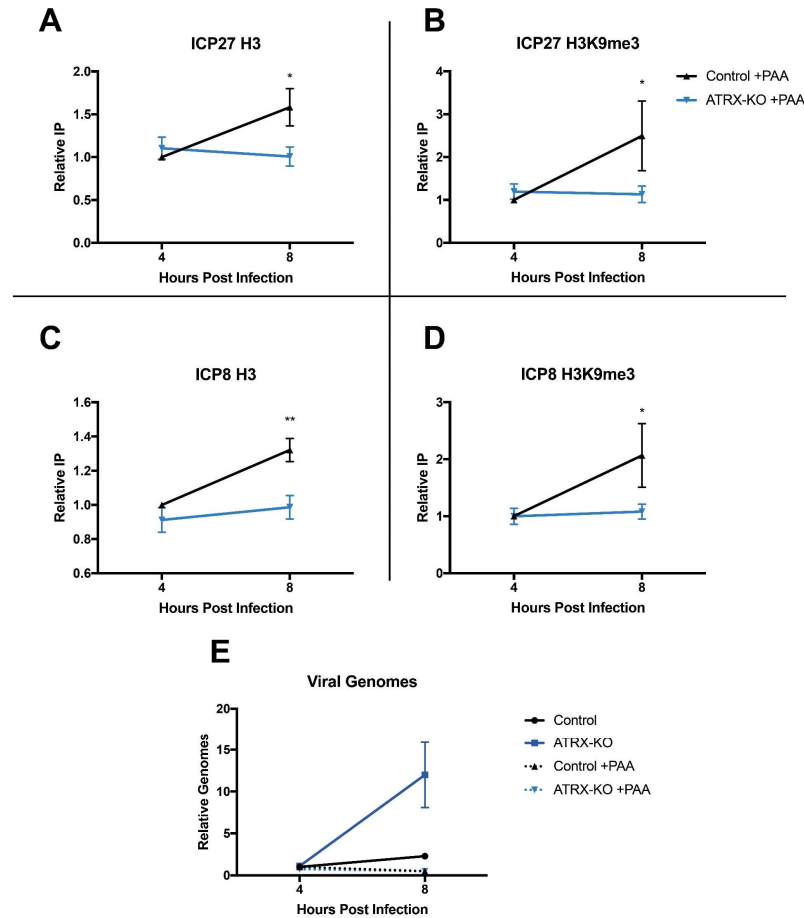 A
ICP27 H3
2.0
1.5
1.0
0.5
0.0
Relative IP
*
4
8
Hours Post Infection
B
ICP27 H3K9me3
4
3
2
1
0
Relative IP
*
4
8
Hours Post Infection
Control +PAA
ATRX-KO +PAA
C
ICP8 H3
1.6
1.4
1.2
1.0
0.8
0.6
Relative IP
**
4
8
Hours Post Infection
D
ICP8 H3K9me3
3
2
1
0
Relative IP
*
4
8
Hours Post Infection
E
Viral Genomes
20
15
10
5
0
Relative Genomes
4
8
Hours Post Infection
Control
ATRX-KO
Control +PAA
ATRX-KO +PAA